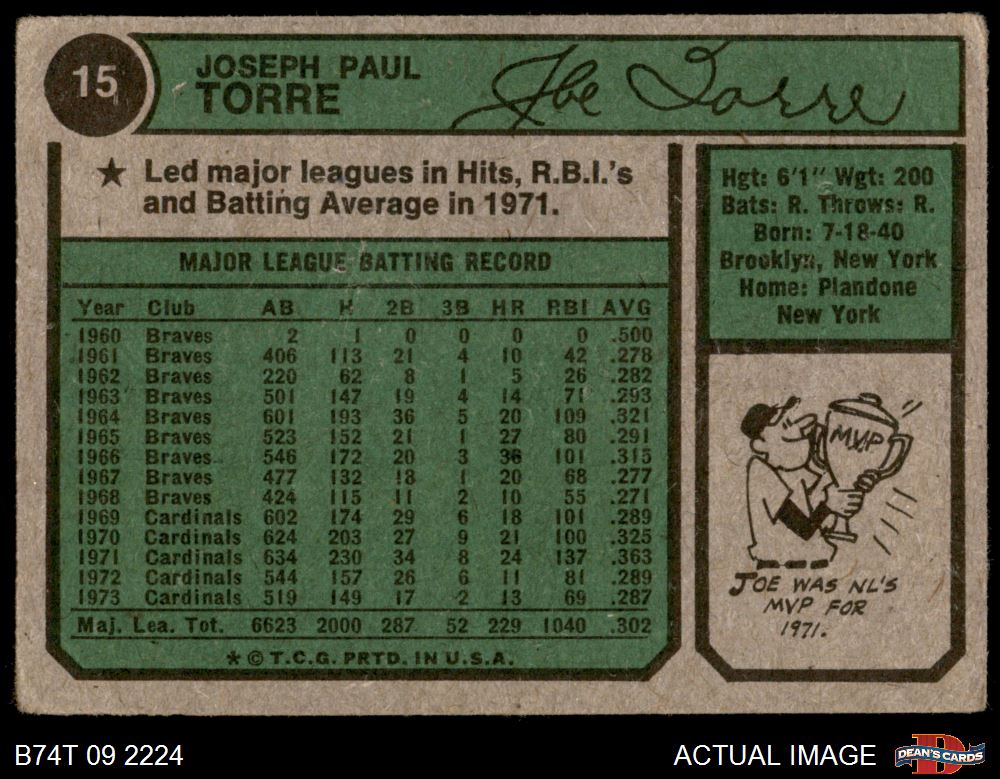 15
JOSEPH PAUL
TORRE
Joe Torre
★ Led major leagues in Hits, R.B.I.'s
and Batting Average in 1971.
MAJOR LEAGUE BATTING RECORD
Year Club AB H 2B 3B HR RBI AVG
1960 Braves 2 1 0 0 0 0 .500
1961 Braves 406 113 21 4 10 42 .278
1962 Braves 220 62 8 1 5 26 .282
1963 Braves 501 147 19 4 14 71 .293
1964 Braves 601 193 36 5 20 109 .321
1965 Braves 523 152 21 1 27 80 .291
1966 Braves 546 172 20 3 36 101 .315
1967 Braves 477 132 18 1 20 68 .277
1968 Braves 424 115 11 2 10 55 .271
1969 Cardinals 602 174 29 6 18 101 .289
1970 Cardinals 624 203 27 9 21 100 .325
1971 Cardinals 634 230 34 8 24 137 .363
1972 Cardinals 544 157 26 6 11 81 .289
1973 Cardinals 519 149 17 2 13 69 .287
Maj. Lea. Tot. 6623 2000 287 52 229 1040 .302
* © T.C.G. PRTD. IN U.S.A.
Hgt: 6'1" Wgt: 200
Bats: R. Throws: R.
Born: 7-18-40
Brooklyn, New York
Home: Plandone
New York
MVP
JOE WAS NL'S
MVP FOR
1971.
B74T 09 2224
ACTUAL IMAGE
D
DEAN'S CARDS